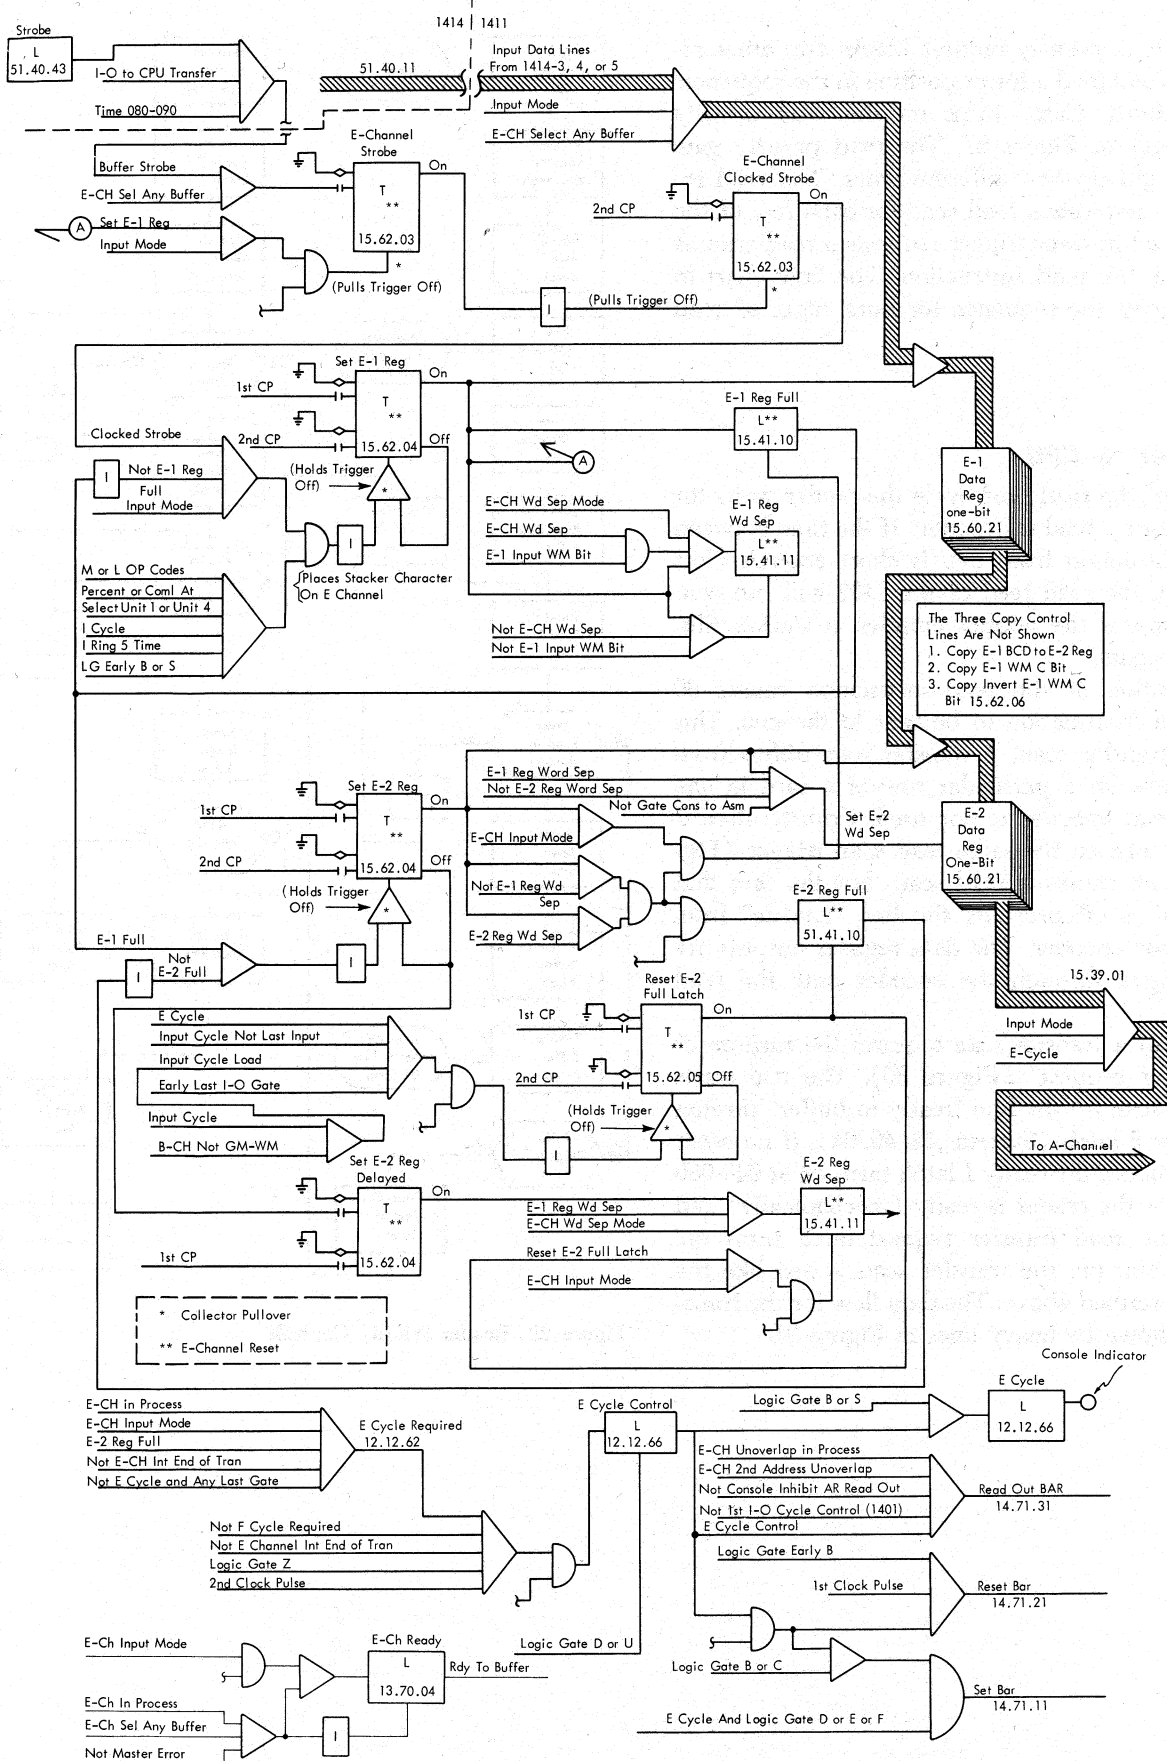 1414 | 1411
Strobe
L
51.40.43
I-O to CPU Transfer
Time 080-090
51.40.11
Input Data Lines
From 1414-3, 4, or 5
Input Mode
E-CH Select Any Buffer
E-Channel
Strobe
On
T
**
15.62.03
*
Buffer Strobe
E-CH Sel Any Buffer
A
Set E-1 Reg
Input Mode
(Pulls Trigger Off)
E-Channel
Clocked Strobe
On
2nd CP
T
**
15.62.03
*
I
(Pulls Trigger Off)
Set E-1 Reg
On
1st CP
T
**
2nd CP
15.62.04
Off
(Holds Trigger
Off)
*
Clocked Strobe
I
Not E-1 Reg
Full
Input Mode
I
(Places Stacker Character
On E Channel
M or L OP Codes
Percent or Coml At
Select Unit 1 or Unit 4
I Cycle
I Ring 5 Time
LG Early B or S
E-1 Reg Full
L**
15.41.10
A
E-CH Wd Sep Mode
E-CH Wd Sep
E-1 Input WM Bit
E-1 Reg
Wd Sep
L**
15.41.11
Not E-CH Wd Sep
Not E-1 Input WM Bit
E-1
Data
Reg
one-bit
15.60.21
The Three Copy Control
Lines Are Not Shown
1. Copy E-1 BCD to E-2 Reg
2. Copy E-1 WM C Bit
3. Copy Invert E-1 WM C
Bit 15.62.06
Set E-2 Reg
On
1st CP
T
**
2nd CP
15.62.04
Off
(Holds Trigger
Off)
*
E-1 Full
I
Not
E-2 Full
I
E-1 Reg Word Sep
Not E-2 Reg Word Sep
Not Gate Cons to Asm
E-CH Input Mode
Not E-1 Reg Wd
Sep
E-2 Reg Wd Sep
Set E-2
Wd Sep
E-2
Data
Reg
One-Bit
15.60.21
E-2 Reg Full
L**
51.41.10
15.39.01
Input Mode
E-Cycle
To A-Channel
Reset E-2
Full Latch
On
1st CP
T
**
2nd CP
15.62.05
Off
(Holds Trigger
Off)
*
I
E Cycle
Input Cycle Not Last Input
Input Cycle Load
Early Last I-O Gate
Input Cycle
B-CH Not GM-WM
Set E-2 Reg
Delayed
On
T
**
1st CP
15.62.04
E-1 Reg Wd Sep
E-CH Wd Sep Mode
E-2 Reg
Wd Sep
L**
15.41.11
Reset E-2 Full Latch
E-CH Input Mode
* Collector Pullover
** E-Channel Reset
E-CH in Process
E-CH Input Mode
E-2 Reg Full
Not E-CH Int End of Tran
Not E Cycle and Any Last Gate
E Cycle Required
12.12.62
Not F Cycle Required
Not E Channel Int End of Tran
Logic Gate Z
2nd Clock Pulse
E Cycle Control
L
12.12.66
Logic Gate D or U
Console Indicator
E Cycle
L
12.12.66
Logic Gate B or S
E-CH Unoverlap in Process
E-CH 2nd Address Unoverlap
Not Console Inhibit AR Read Out
Not 1st I-O Cycle Control (1401)
E Cycle Control
Read Out BAR
14.71.31
Logic Gate Early B
1st Clock Pulse
Reset Bar
14.71.21
Logic Gate B or C
E Cycle And Logic Gate D or E or F
Set Bar
14.71.11
E-Ch Input Mode
E-Ch Ready
L
13.70.04
Rdy To Buffer
E-Ch In Process
E-Ch Sel Any Buffer
Not Master Error
I